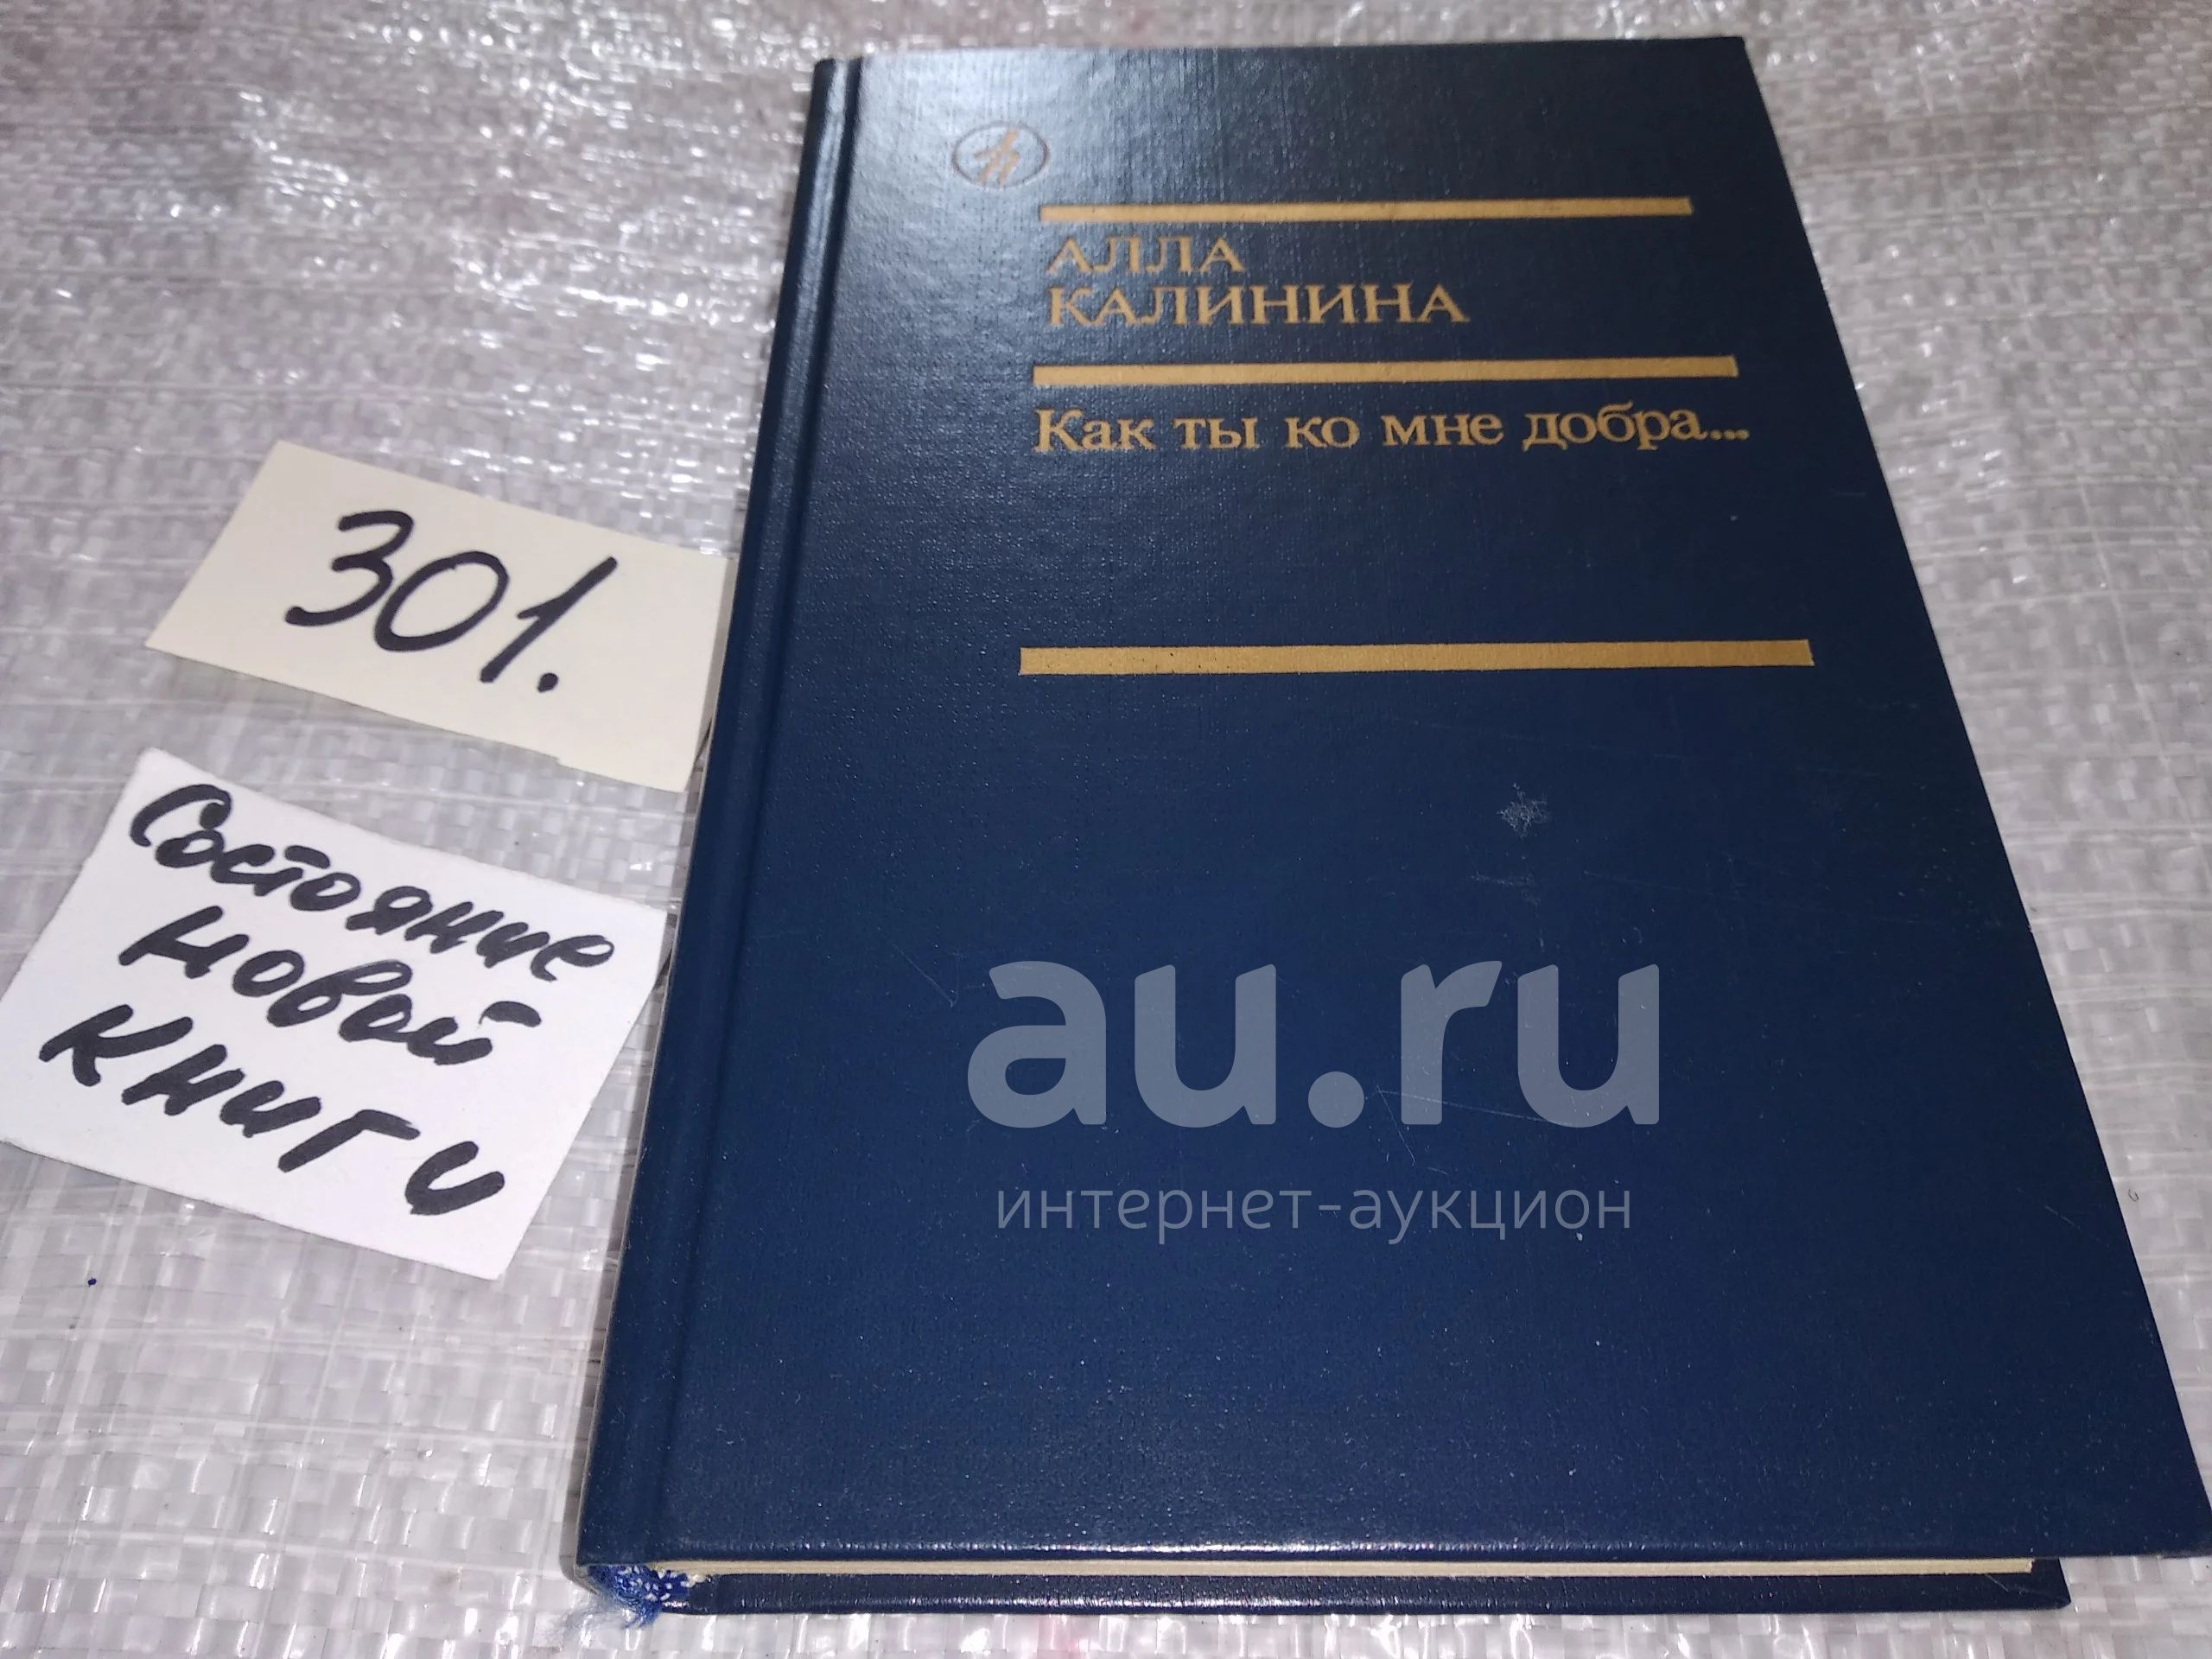 АЛЛА
КАЛИНИНА
Как ты ко мне добра...
301.
Состояние
новой
книги
au.ru
интернет-аукцион